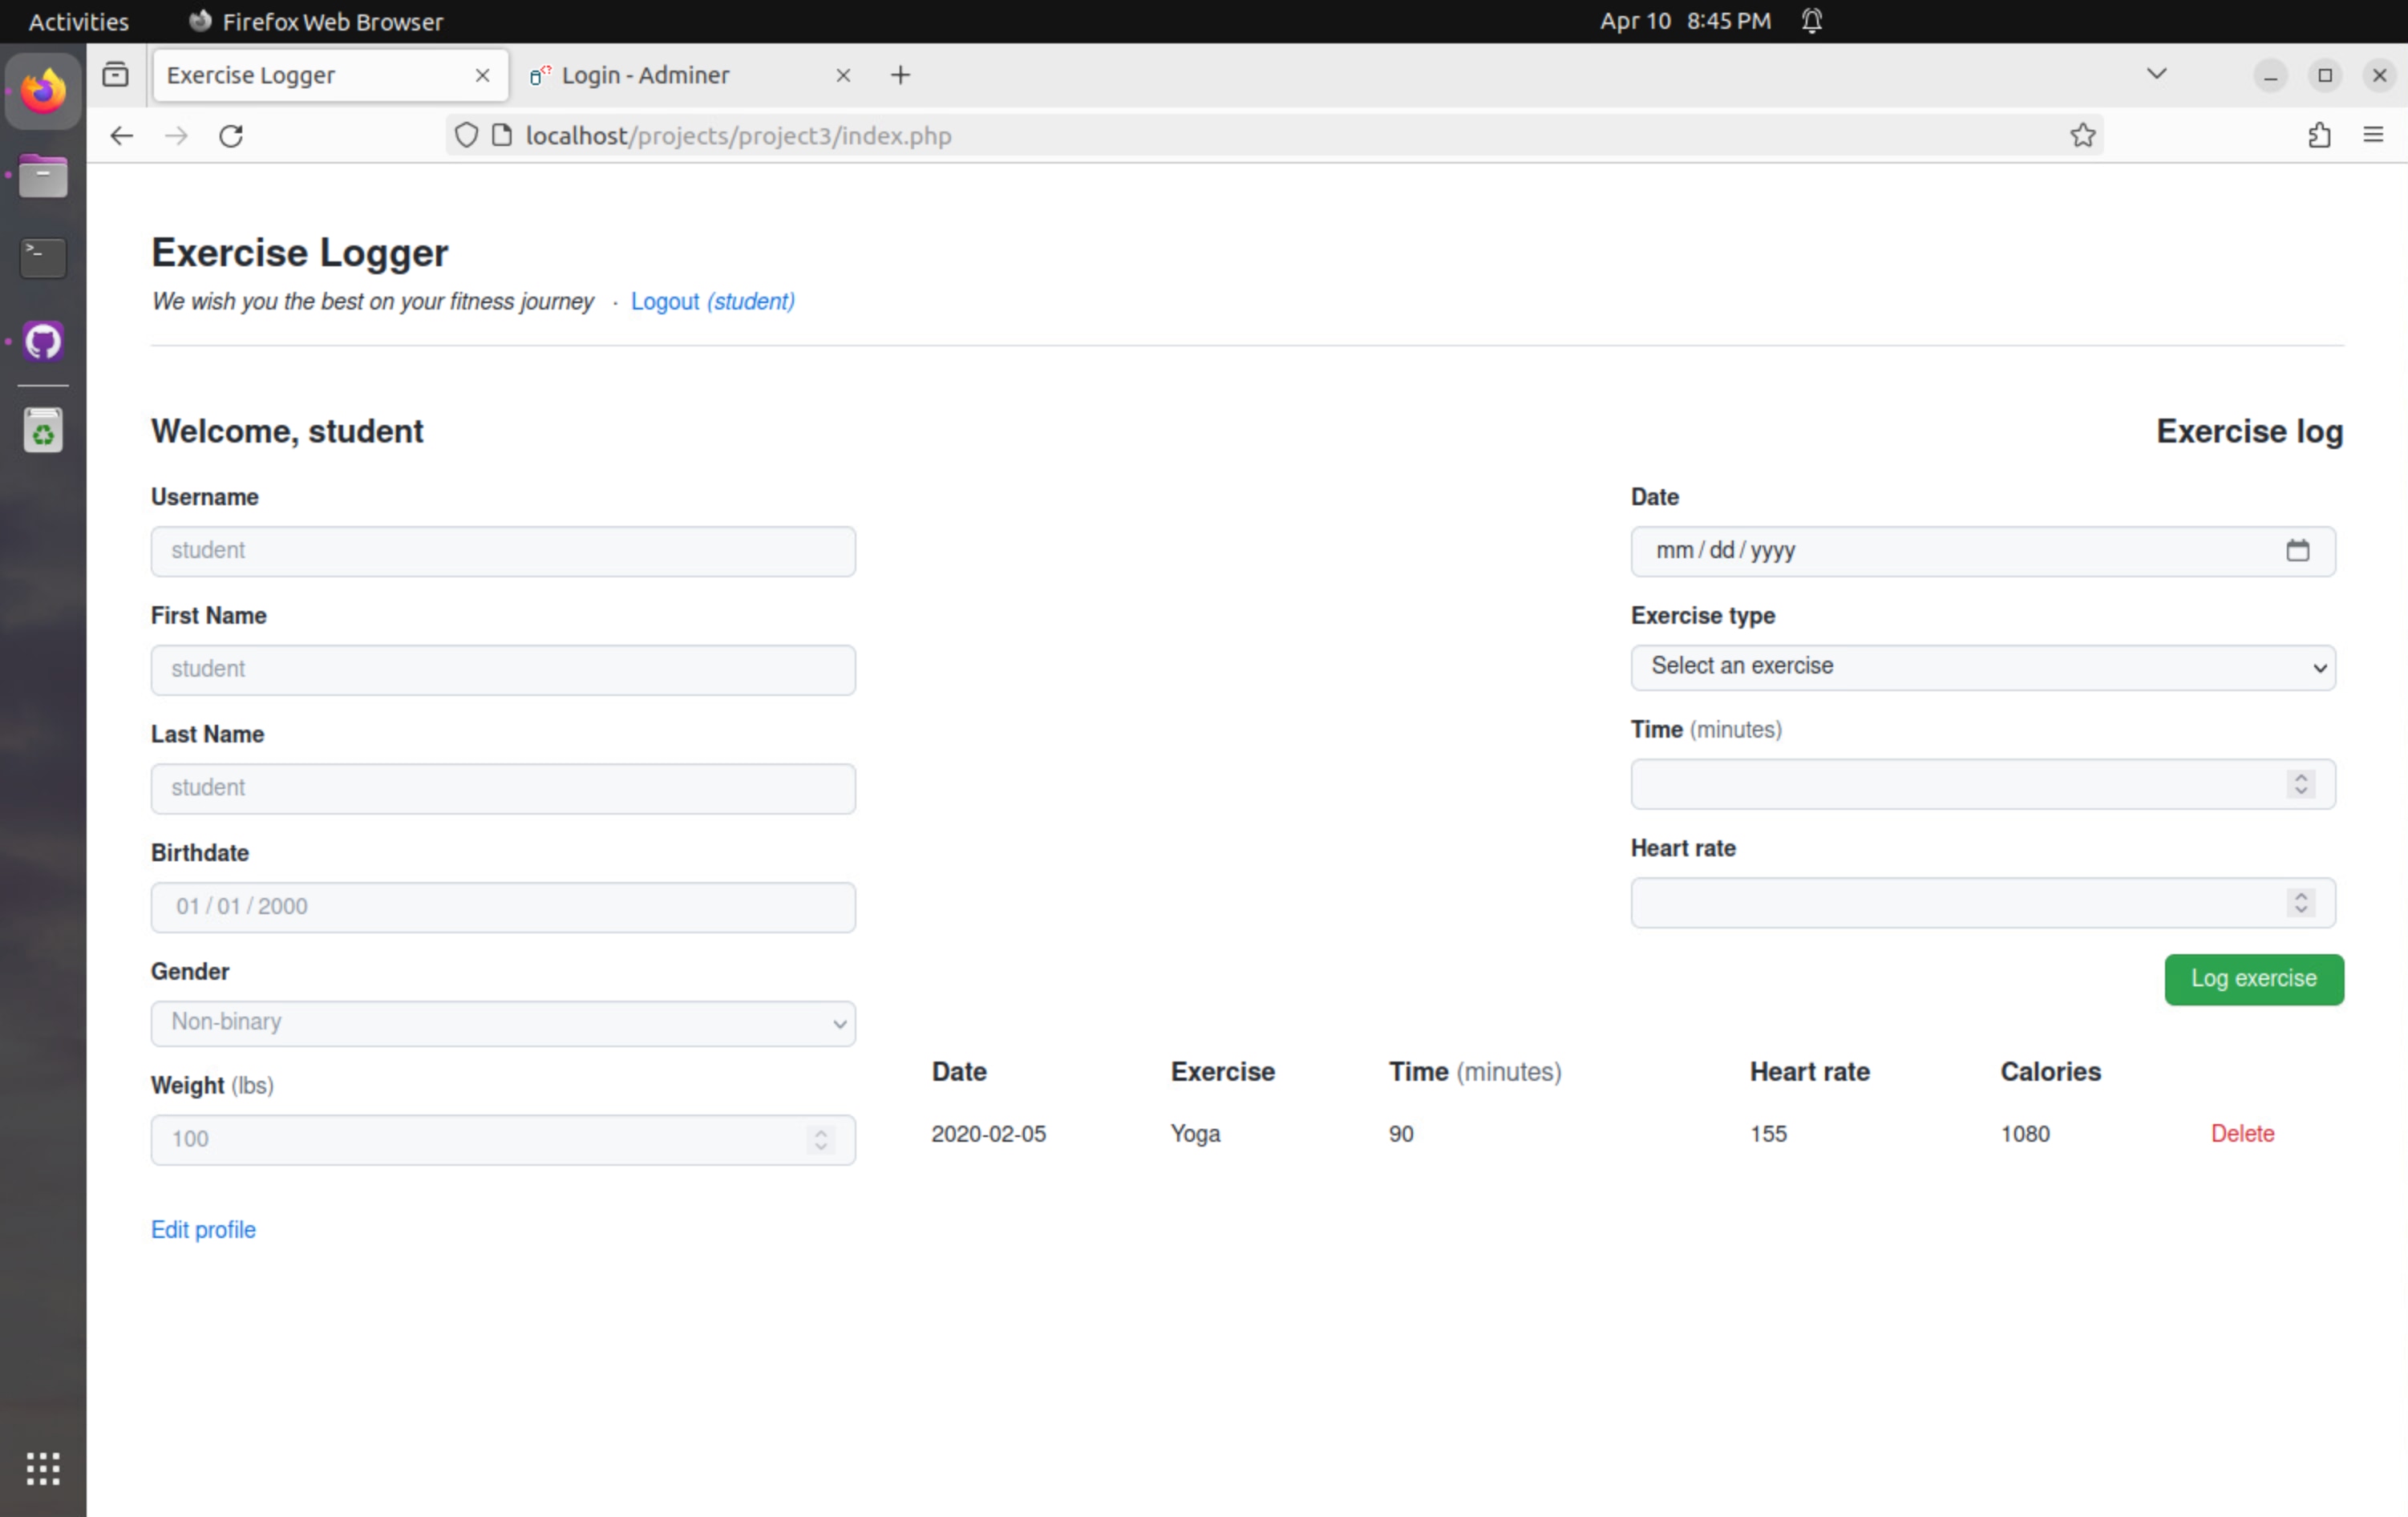 Activities Firefox Web Browser Apr 10 8:45 PM
Exercise Logger Login - Adminer
localhost/projects/project3/index.php
Exercise Logger
We wish you the best on your fitness journey · Logout (student)
Welcome, student
Username
student
First Name
student
Last Name
student
Birthdate
01 / 01 / 2000
Gender
Non-binary
Weight (lbs)
100
Edit profile
Exercise log
Date
mm / dd / yyyy
Exercise type
Select an exercise
Time (minutes)
Heart rate
Log exercise
Date Exercise Time (minutes) Heart rate Calories
2020-02-05 Yoga 90 155 1080 Delete